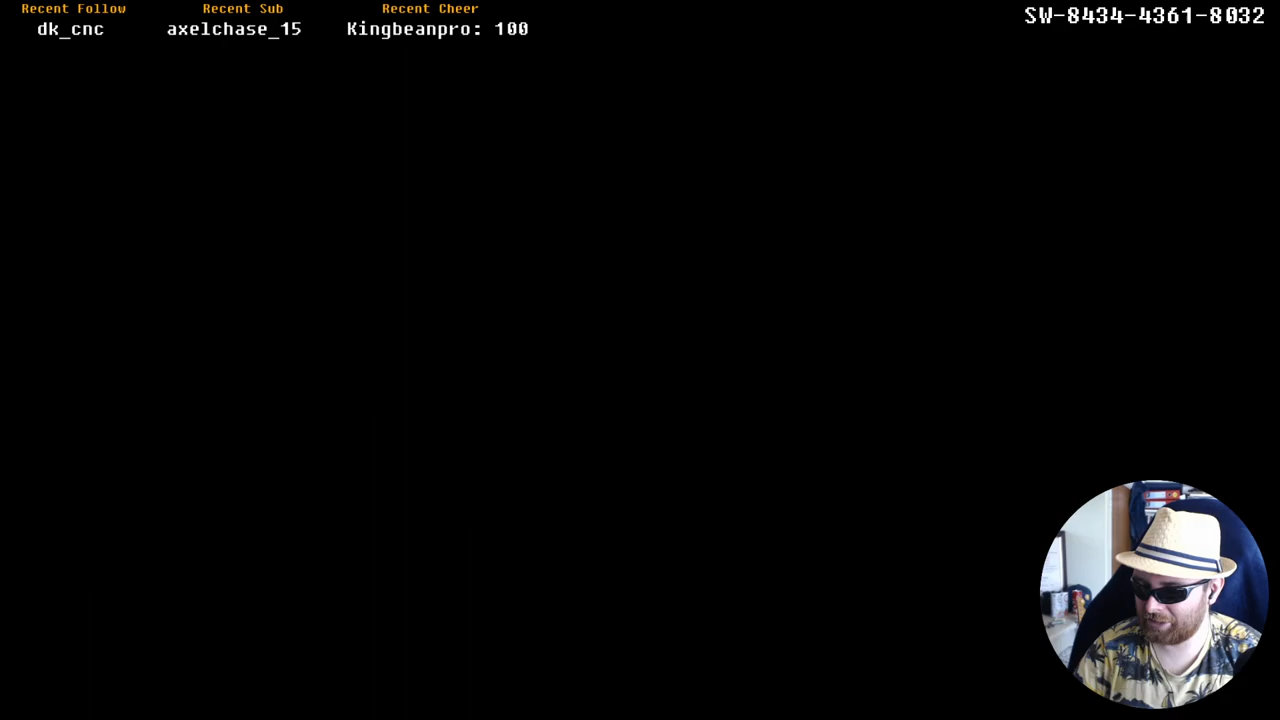 Recent Follow
dk_cnc
Recent Sub
axelchase_15
Recent Cheer
Kingbeanpro: 100
SW-8434-4361-8032